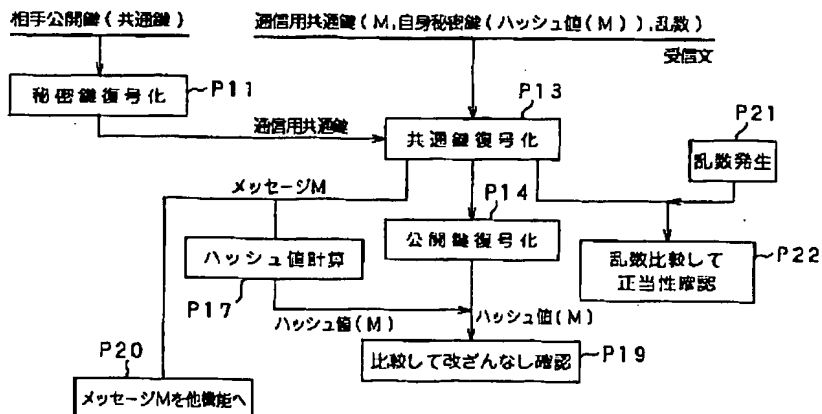 相手公開鍵(共通鍵)
通信用共通鍵(M,自身秘密鍵(ハッシュ値(M)),乱数)
受信文
秘密鍵復号化
P11
P13
通信用共通鍵
共通鍵復号化
P21
乱数発生
メッセージM
P14
公開鍵復号化
ハッシュ値計算
P17
乱数比較して
正当性確認
P22
ハッシュ値(M)
ハッシュ値(M)
P20
比較して改ざんなし確認
P19
メッセージMを他機能へ